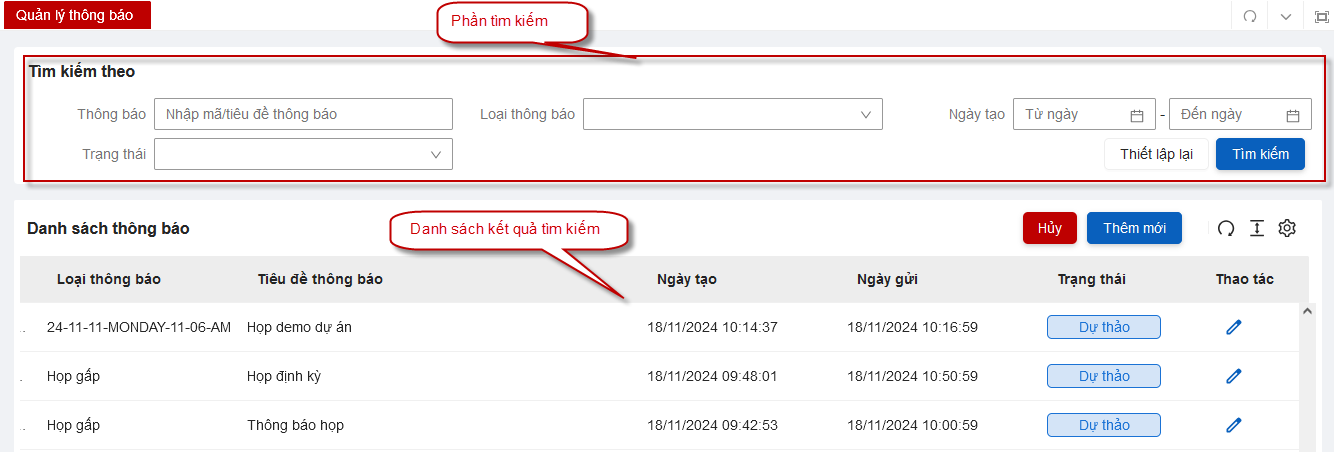 Quản lý thông báo
Phần tìm kiếm
Tìm kiếm theo
Thông báo Nhập mã/tiêu đề thông báo Loại thông báo Ngày tạo Từ ngày - Đến ngày
Trạng thái Thiết lập lại Tìm kiếm
Danh sách thông báo Danh sách kết quả tìm kiếm Hủy Thêm mới
Loại thông báo Tiêu đề thông báo Ngày tạo Ngày gửi Trạng thái Thao tác
24-11-11-MONDAY-11-06-AM Họp demo dự án 18/11/2024 10:14:37 18/11/2024 10:16:59 Dự thảo
Họp gấp Họp định kỳ 18/11/2024 09:48:01 18/11/2024 10:50:59 Dự thảo
Họp gấp Thông báo họp 18/11/2024 09:42:53 18/11/2024 10:00:59 Dự thảo